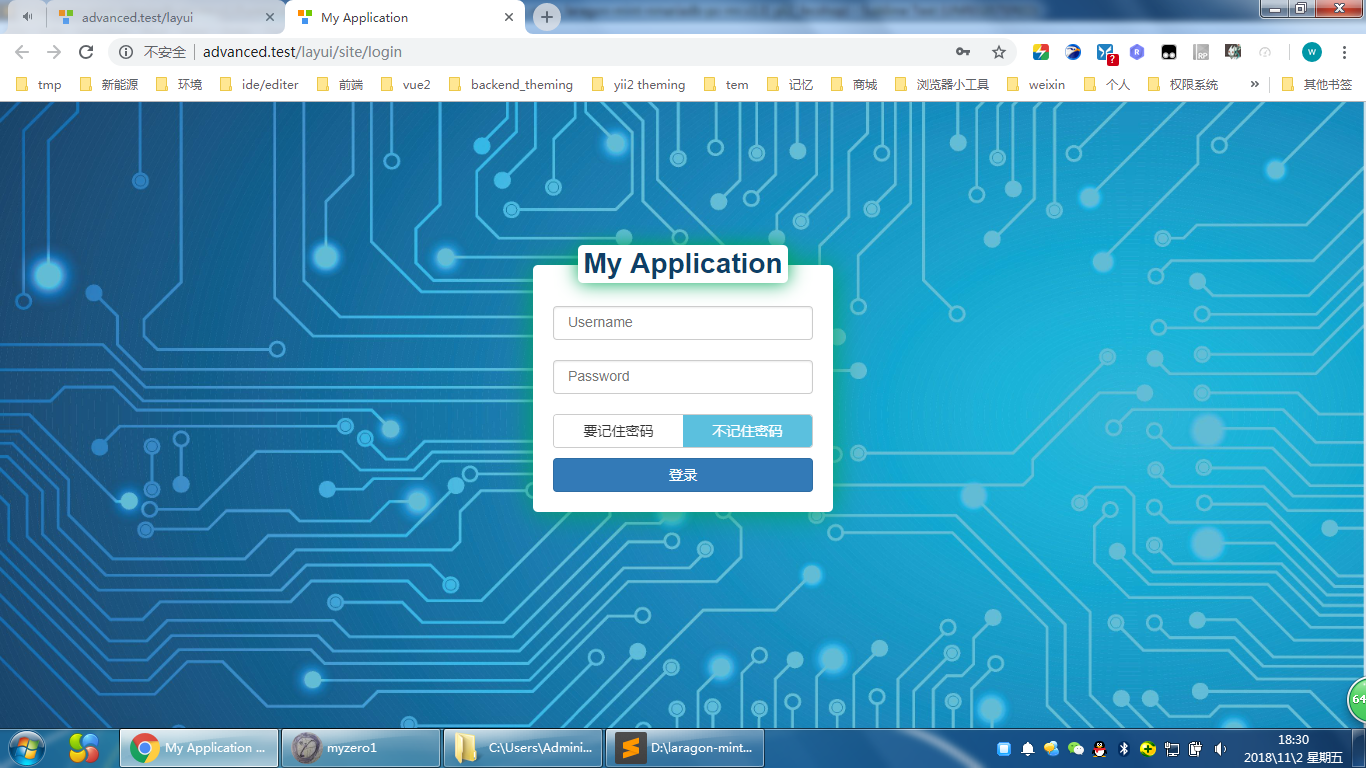 advanced.test/layui
My Application
不安全
advanced.test/layui/site/login
W
tmp
新能源
环境
ide/editer
前端
vue2
backend_theming
yii2 theming
tem
记忆
商城
浏览器小工具
weixin
个人
权限系统
»
其他书签
My Application
Username
Password
要记住密码
不记住密码
登录
64
My Application ...
myzero1
C:\Users\Admini...
D:\laragon-mint...
18:30
2018\11\2 星期五